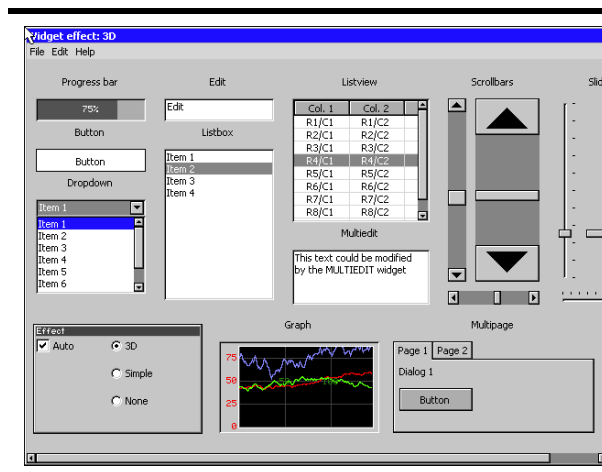 Widget effect: 3D
File Edit Help
Progress bar
Edit
Listview
Scrollbars
Slid
75%
Edit
Col. 1 Col. 2
R1/C1 R1/C2
R2/C1 R2/C2
R3/C1 R3/C2
R4/C1 R4/C2
R5/C1 R5/C2
R6/C1 R6/C2
R7/C1 R7/C2
R8/C1 R8/C2
Button
Listbox
Button
Item 1
Item 2
Item 3
Item 4
Dropdown
Item 1
Item 1
Item 2
Item 3
Item 4
Item 5
Item 6
Multiedit
This text could be modified
by the MULTIEDIT widget
Effect
Auto
3D
Simple
None
Graph
75
50
25
0
Multipage
Page 1 Page 2
Dialog 1
Button